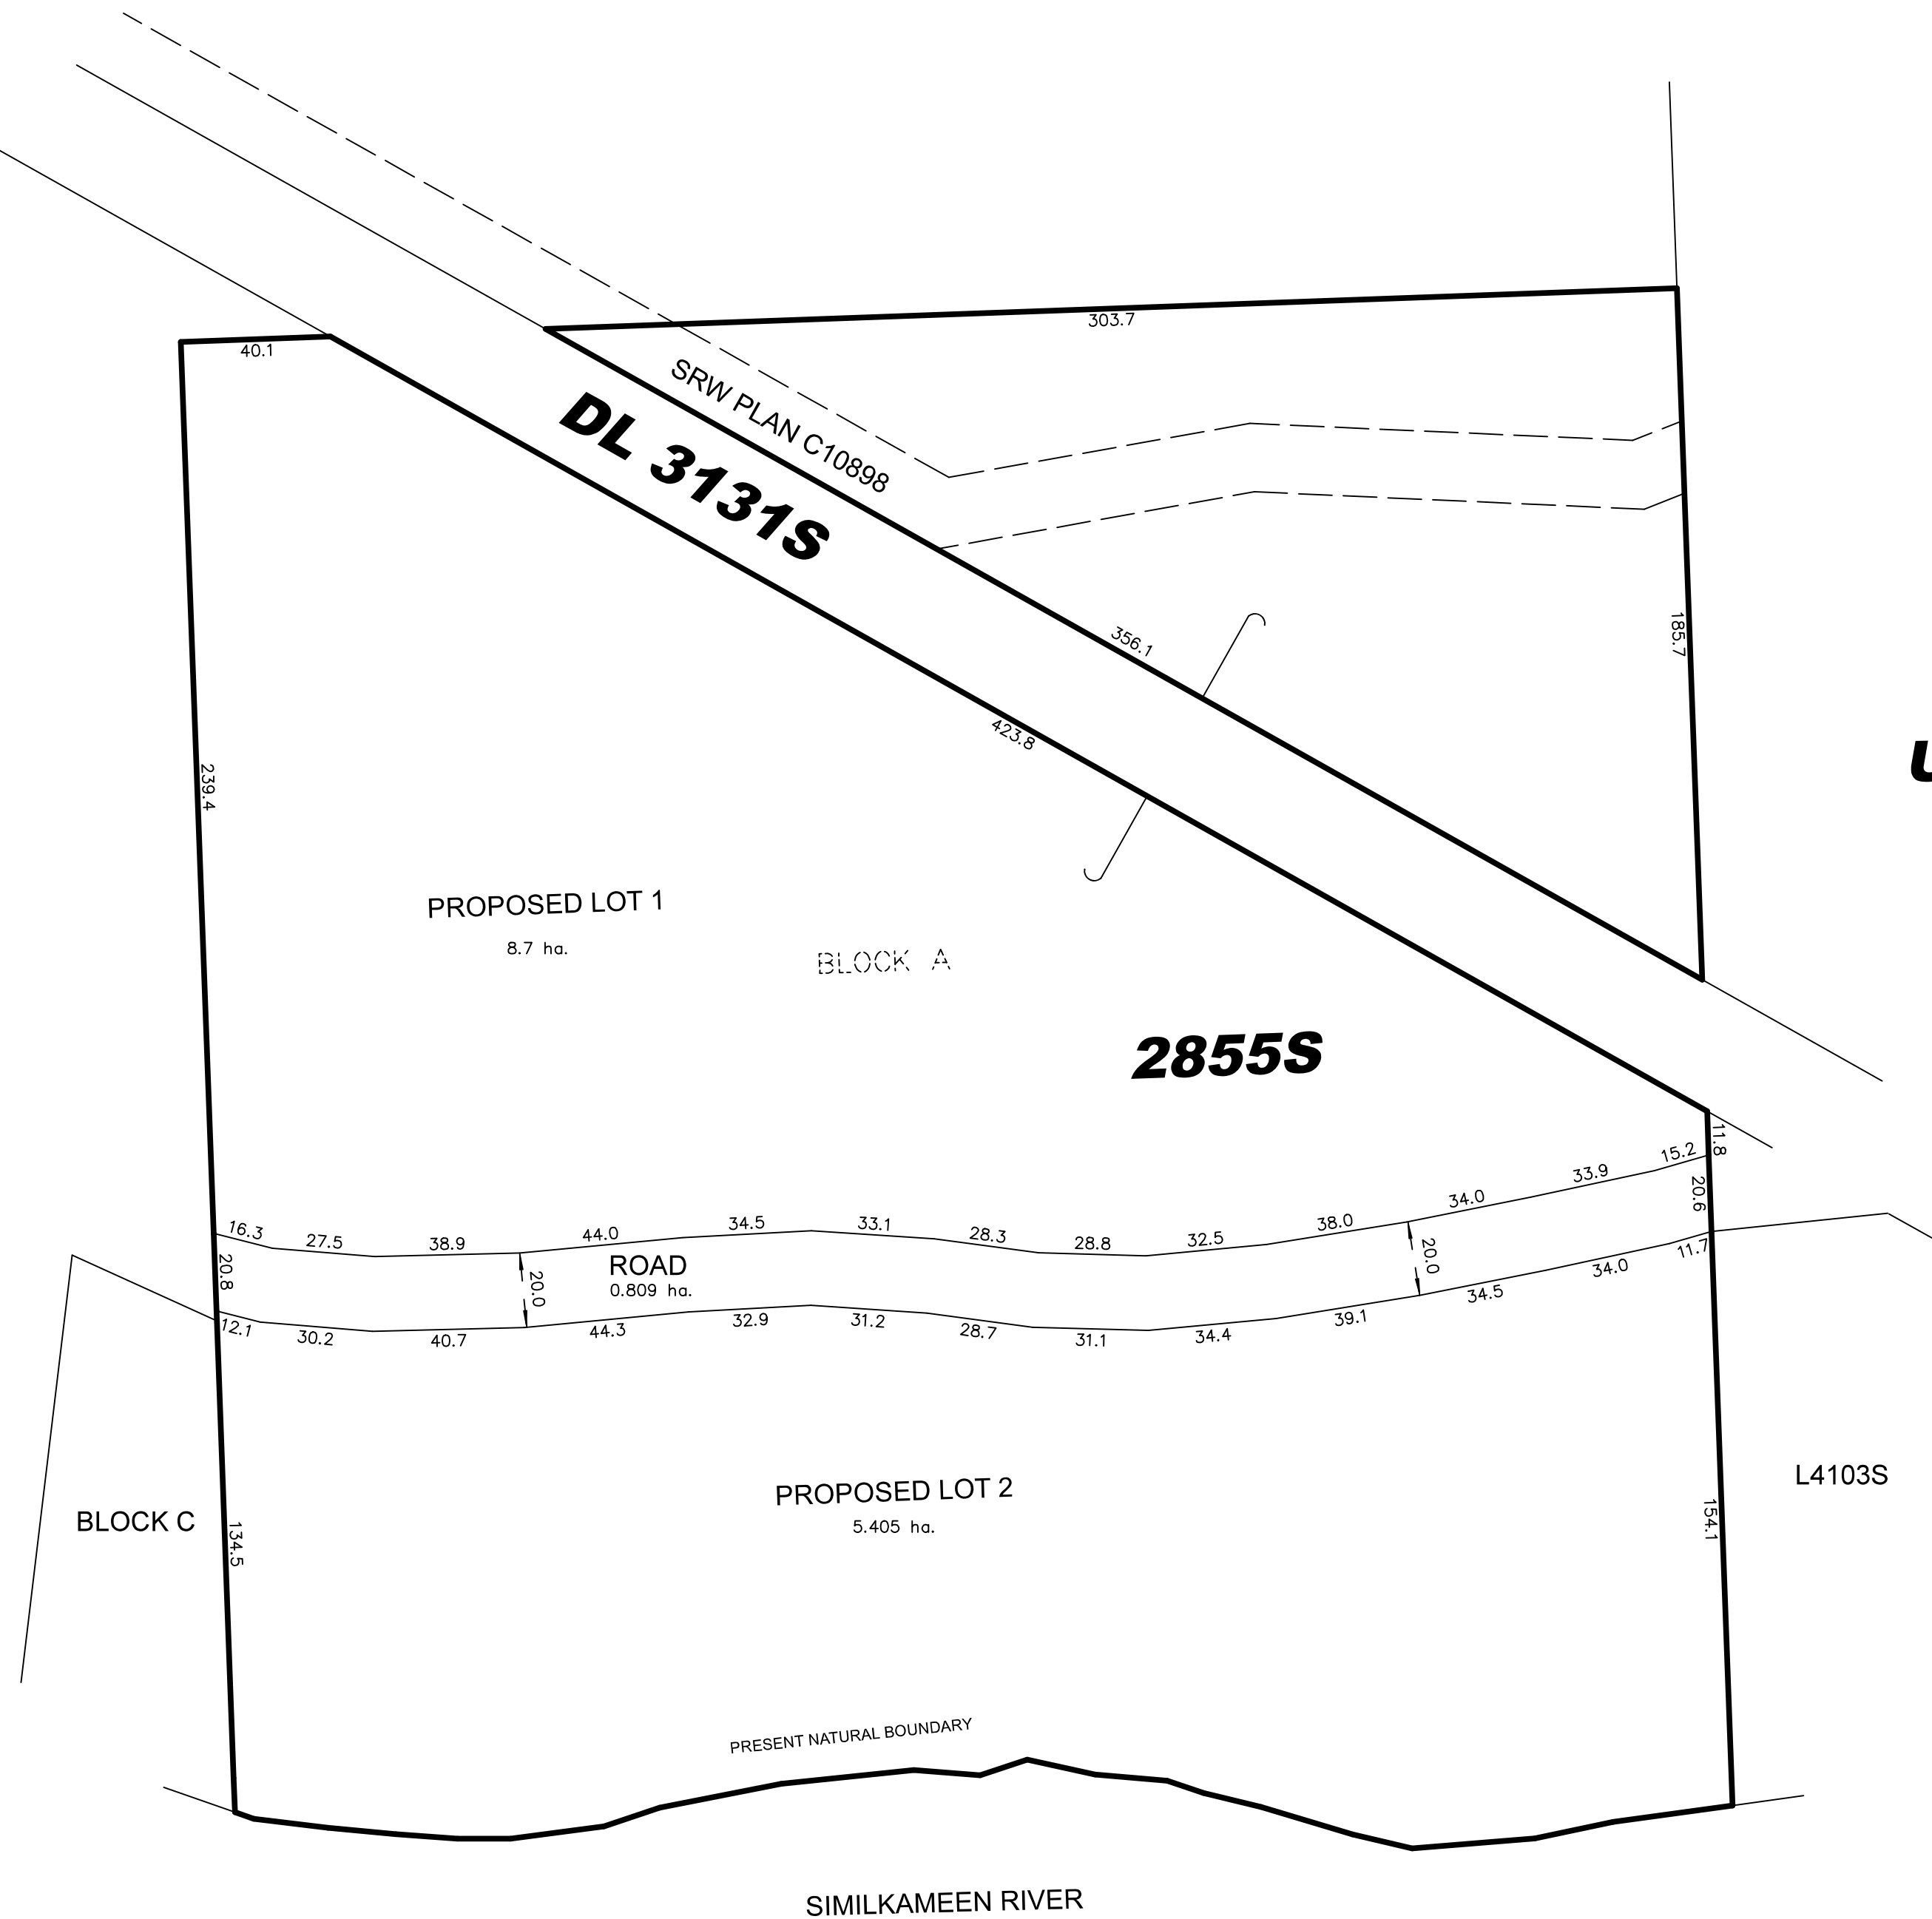 303.7
40.1
SRW PLAN C10898
DL 3131S
185.7
356.1
423.8
239.4
PROPOSED LOT 1
8.7 ha.
BLOCK A
2855S
11.8
15.2
33.9
20.6
34.0
38.0
32.5
28.8
28.3
33.1
34.5
44.0
38.9
27.5
16.3
20.8
20.0
ROAD
0.809 ha.
20.0
11.7
34.0
34.5
39.1
34.4
31.1
28.7
31.2
32.9
44.3
40.7
30.2
12.1
PROPOSED LOT 2
5.405 ha.
L4103S
BLOCK C
134.5
154.1
PRESENT NATURAL BOUNDARY
SIMILKAMEEN RIVER